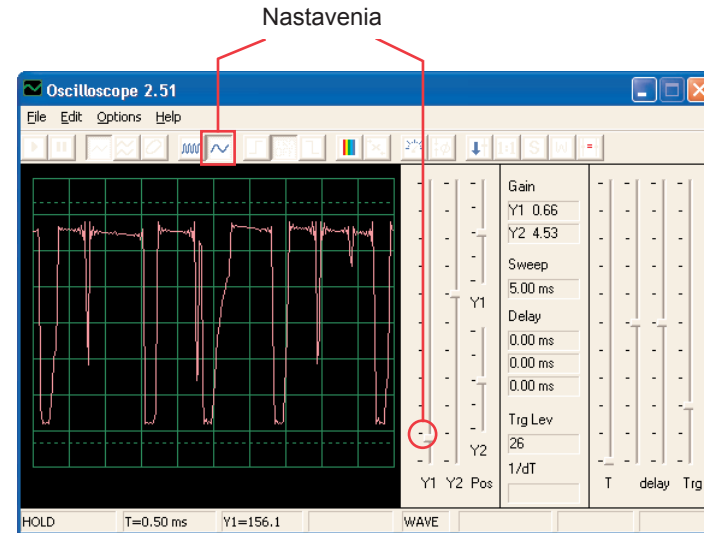 Nastavenia
Oscilloscope 2.51
File Edit Options Help
1:1 S W
Gain
Y1 0.66
Y2 4.53
Sweep
5.00 ms
Y1
Delay
0.00 ms
0.00 ms
0.00 ms
Trg Lev
26
Y2
1/dT
Y1 Y2 Pos
T delay Trg
HOLD T=0.50 ms Y1=156.1 WAVE